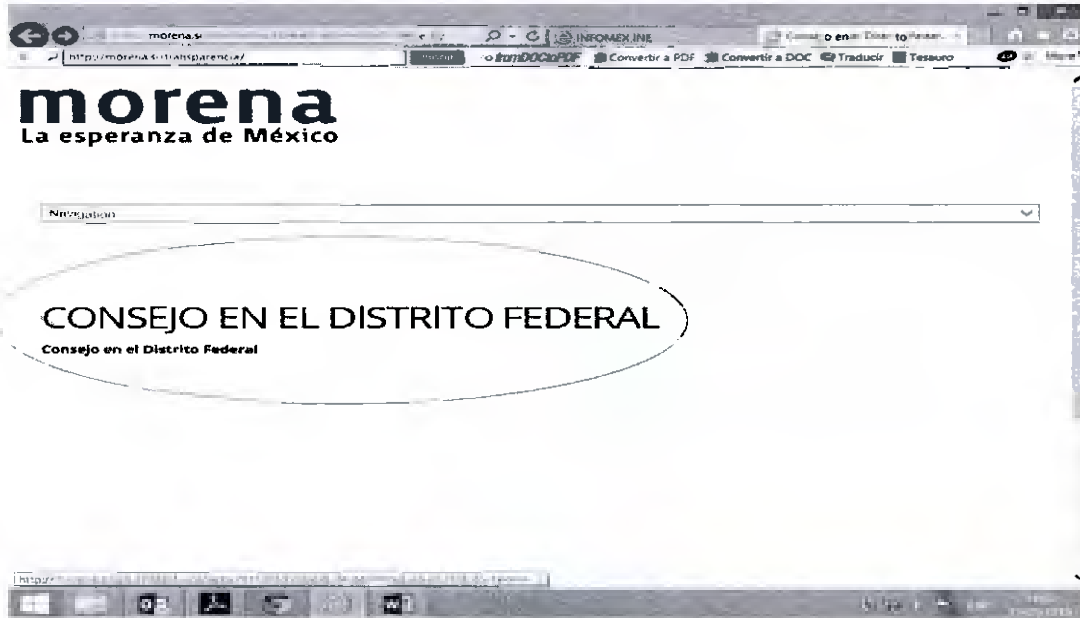 morena.si
INFOMEX INE
http://morena.si/transparencia/
fromDOCtoPDF Convertir a PDF Convertir a DOC Traducir Tesauro
morena
La esperanza de México
Navigation
CONSEJO EN EL DISTRITO FEDERAL
Consejo en el Distrito Federal